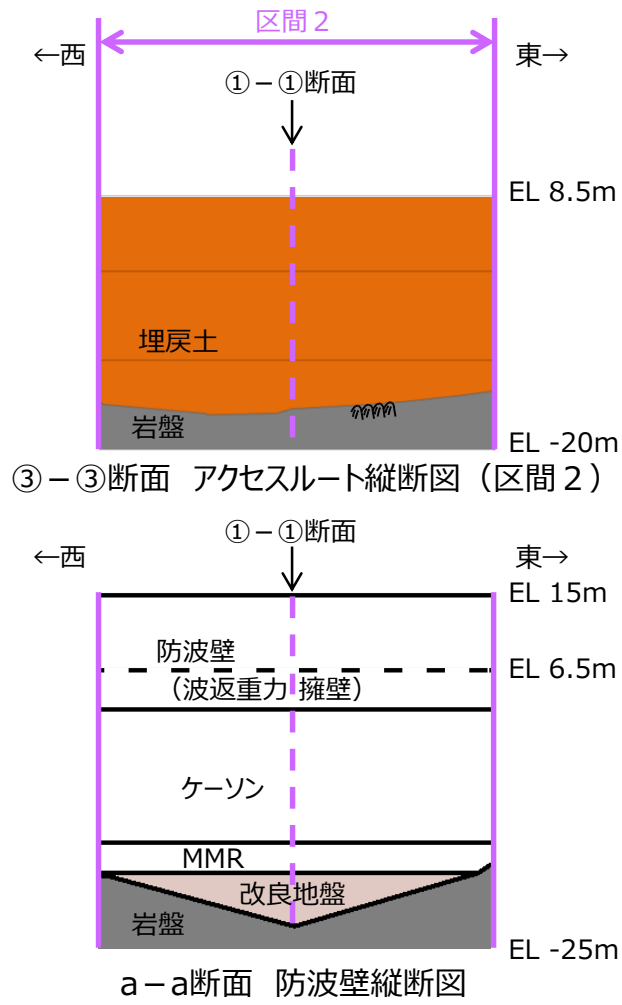 区間２
←西
東→
①－①断面
EL 8.5m
埋戻土
岩盤
EL -20m
③－③断面 アクセスルート縦断図（区間２）
①－①断面
←西
東→
EL 15m
防波壁
EL 6.5m
（波返重力 擁壁）
ケーソン
MMR
改良地盤
岩盤
EL -25m
a－a断面 防波壁縦断図